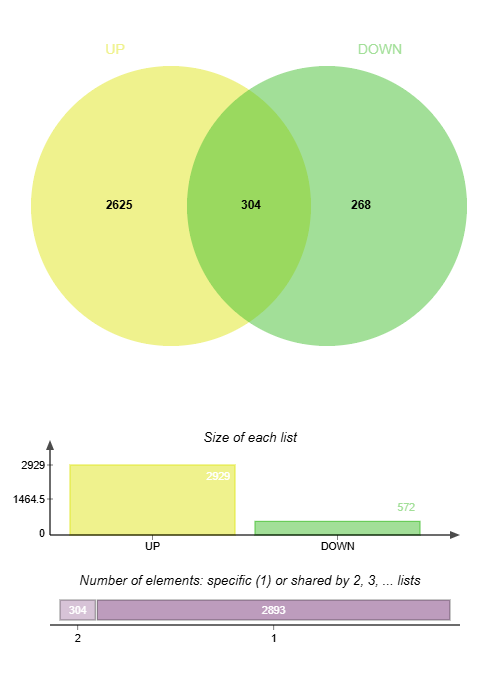 UP DOWN
2625 304 268
Size of each list
2929
2929
1464.5
572
0
UP DOWN
Number of elements: specific (1) or shared by 2, 3, ... lists
304 2893
2 1